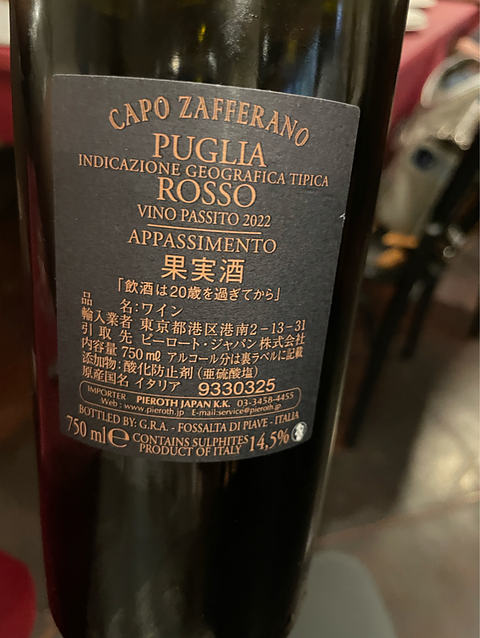 CAPO ZAFFERANO
PUGLIA
INDICAZIONE GEOGRAFICA TIPICA
ROSSO
VINO PASSITO 2022
APPASSIMENTO
果実酒
「飲酒は20歳を過ぎてから」
品 名:ワイン
輸入業者 東京都港区港南2-13-31
引取先 ピーロート・ジャパン株式会社
内容量 750㎖ アルコール分は裏ラベルに記載
添加物:酸化防止剤(亜硫酸塩)
原産国名 イタリア 9330325
IMPORTER PIEROTH JAPAN K.K. 03-3458-4455
Web : www.pieroth.jp E-mail:service@pieroth.jp
BOTTLED BY: G.R.A. - FOSSALTA DI PIAVE - ITALIA
750 ml e CONTAINS SULPHITES 14,5%
PRODUCT OF ITALY